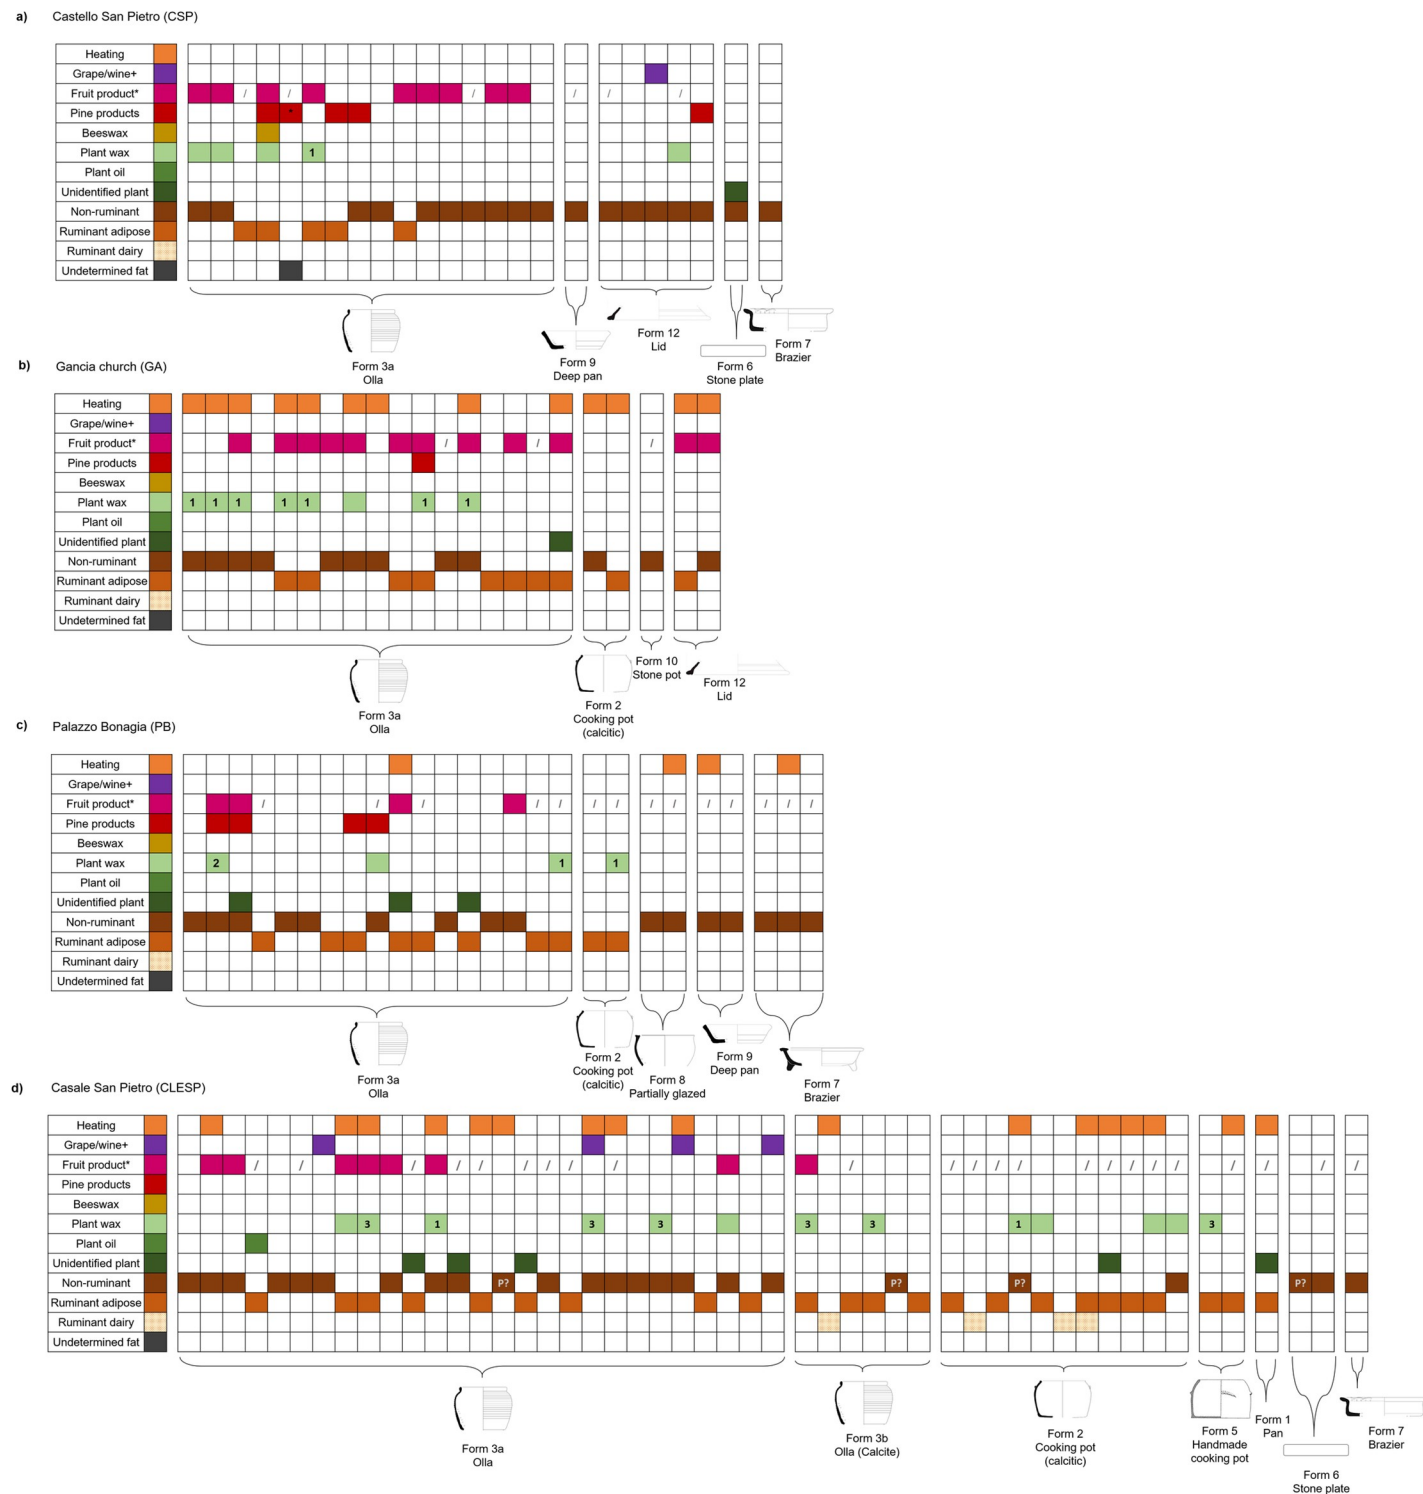 a) Castello San Pietro (CSP)
Heating
Grape/wine+
Fruit product* / / / / / /
Pine products *
Beeswax
Plant wax 1
Plant oil
Unidentified plant
Non-ruminant
Ruminant adipose
Ruminant dairy
Undetermined fat
Form 3a
Olla
Form 9
Deep pan
Form 12
Lid
Form 6
Stone plate
Form 7
Brazier
b) Gancia church (GA)
Heating
Grape/wine+
Fruit product* / / /
Pine products
Beeswax
Plant wax 1 1 1 1 1 1 1
Plant oil
Unidentified plant
Non-ruminant
Ruminant adipose
Ruminant dairy
Undetermined fat
Form 3a
Olla
Form 2
Cooking pot
(calcitic)
Form 10
Stone pot
Form 12
Lid
c) Palazzo Bonagia (PB)
Heating
Grape/wine+
Fruit product* / / / / / / / / / / / / / /
Pine products
Beeswax
Plant wax 2 1 1
Plant oil
Unidentified plant
Non-ruminant
Ruminant adipose
Ruminant dairy
Undetermined fat
Form 3a
Olla
Form 2
Cooking pot
(calcitic)
Form 8
Partially glazed
Form 9
Deep pan
Form 7
Brazier
d) Casale San Pietro (CLESP)
Heating
Grape/wine+
Fruit product* / / / / / / / / / / / / / / / / / / / / / / /
Pine products
Beeswax
Plant wax 3 1 3 3 3 3 1 3
Plant oil
Unidentified plant
Non-ruminant P? P? P? P?
Ruminant adipose
Ruminant dairy
Undetermined fat
Form 3a
Olla
Form 3b
Olla (Calcite)
Form 2
Cooking pot
(calcitic)
Form 5
Handmade
cooking pot
Form 1
Pan
Form 6
Stone plate
Form 7
Brazier